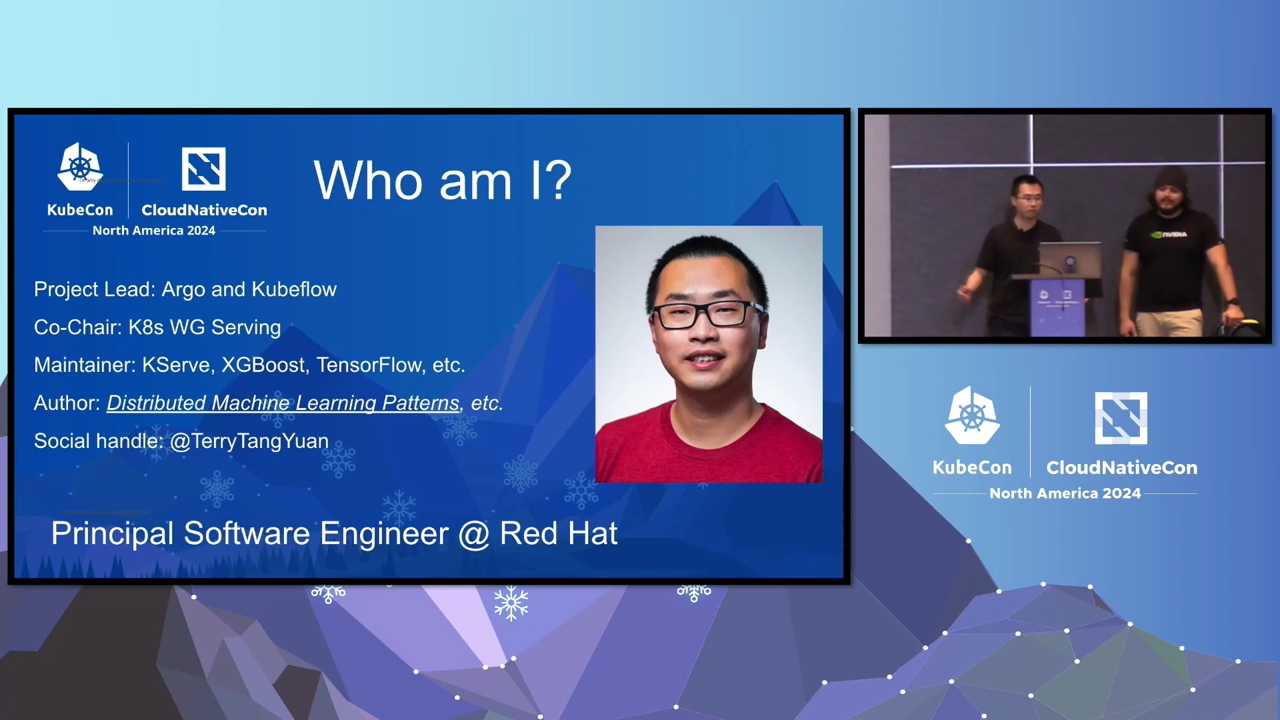 KubeCon
CloudNativeCon
North America 2024
Who am I?
Project Lead: Argo and Kubeflow
Co-Chair: K8s WG Serving
Maintainer: KServe, XGBoost, TensorFlow, etc.
Author: Distributed Machine Learning Patterns, etc.
Social handle: @TerryTangYuan
Principal Software Engineer @ Red Hat
NVIDIA
KubeCon
CloudNativeCon
North America 2024